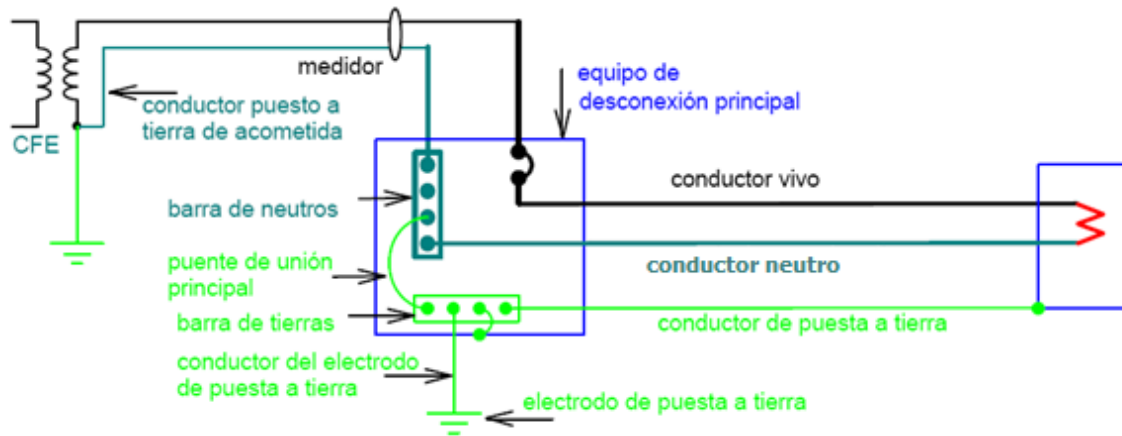 medidor
equipo de
desconexión principal
conductor puesto a
tierra de acometida
CFE
conductor vivo
barra de neutros
conductor neutro
puente de unión
principal
barra de tierras
conductor de puesta a tierra
conductor del electrodo
de puesta a tierra
electrodo de puesta a tierra